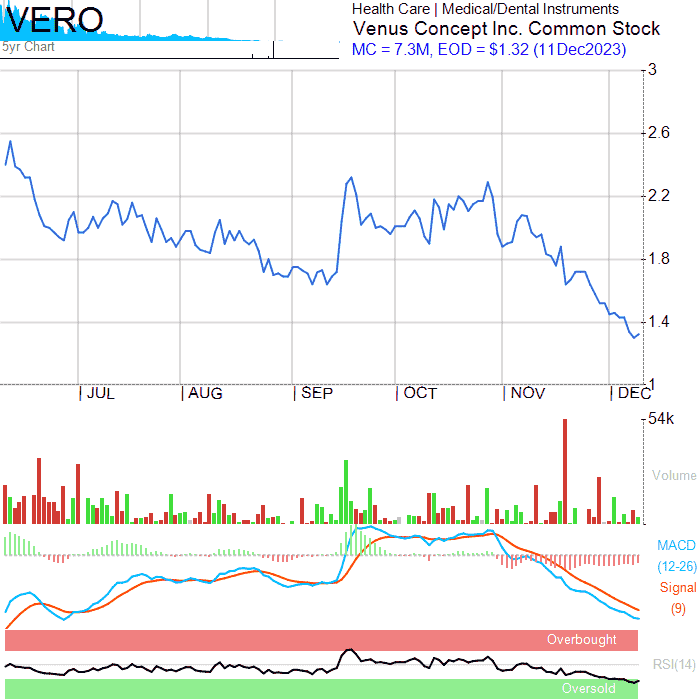 VERO
Health Care | Medical/Dental Instruments
Venus Concept Inc. Common Stock
MC = 7.3M, EOD = $1.32 (11Dec2023)
5yr Chart
3
2.6
2.2
1.8
1.4
1
JUL
AUG
SEP
OCT
NOV
DEC
54k
Volume
MACD
(12-26)
Signal
(9)
Overbought
RSI(14)
Oversold